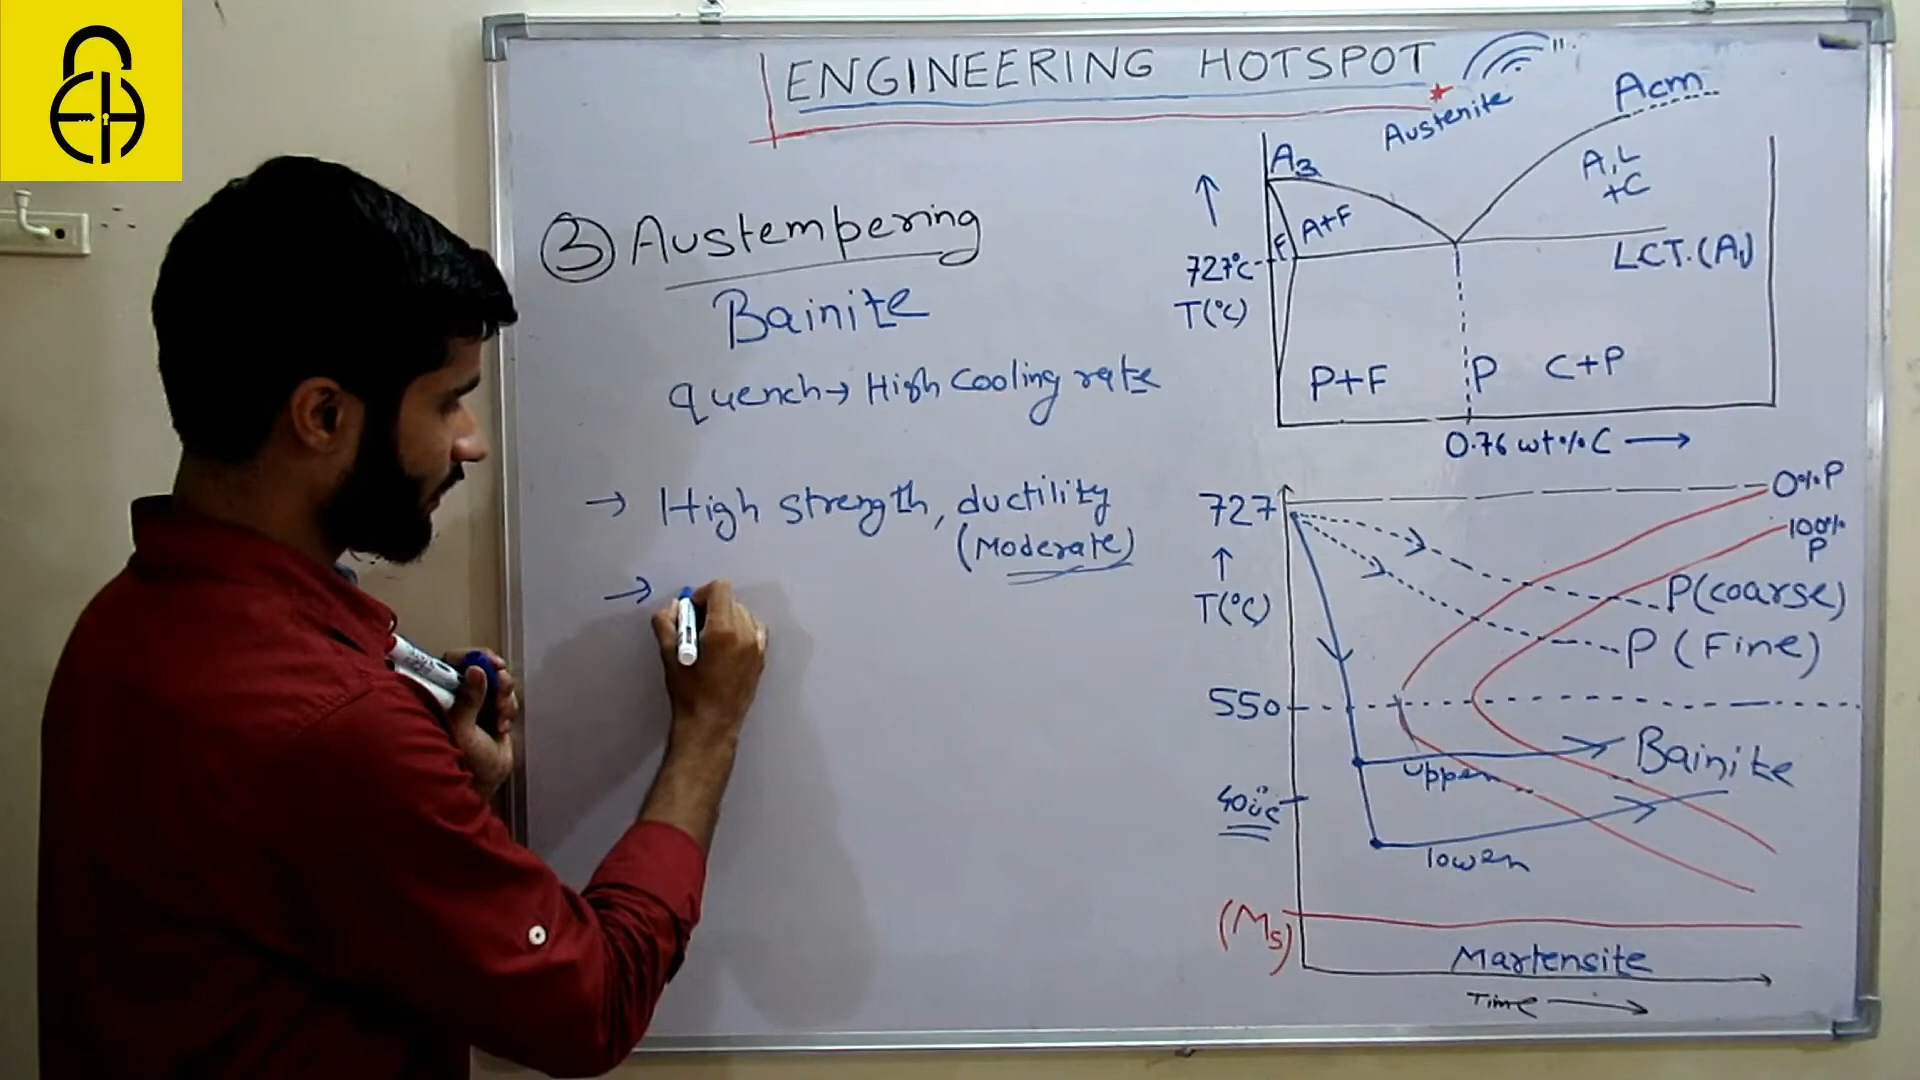 ENGINEERING HOTSPOT
③ Austempering
Bainite
quench → High cooling rate
→ High strength, ductility
(Moderate)
→
Austenite
Acm
A3
A+F
F
A,L
+C
727°C
LCT.(A1)
↑
T(°C)
P+F
P
C+P
0.76 wt% C →
727
0%P
100%
P
↑
T(°C)
P(coarse)
P (Fine)
550
Bainite
upper
400°C
lower
(Ms)
Martensite
Time →